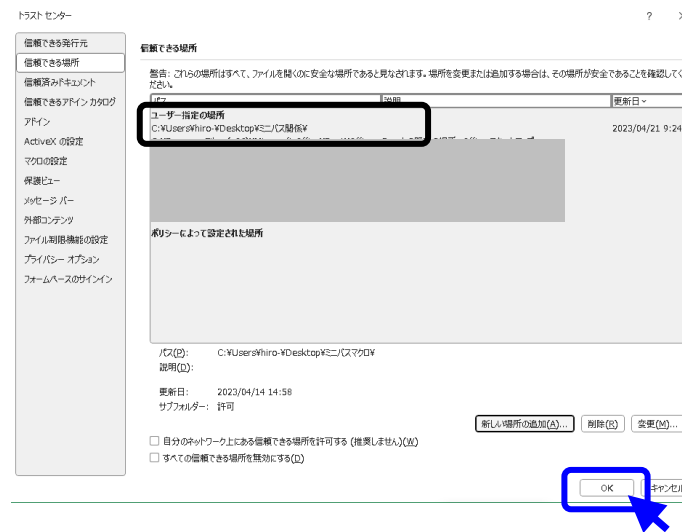 トラスト センター
?
信頼できる発行元
信頼できる場所
信頼済みドキュメント
信頼できるアドイン カタログ
アドイン
ActiveX の設定
マクロの設定
保護ビュー
メッセージ バー
外部コンテンツ
ファイル制限機能の設定
プライバシー オプション
フォームベースのサインイン
信頼できる場所
警告: これらの場所はすべて、ファイルを開くのに安全な場所であると見なされます。場所を変更または追加する場合は、その場所が安全であることを確認してく
ださい。
パス 説明 更新日
ユーザー指定の場所
C:¥Users¥hiro-¥Desktop¥ミニバス関係¥ 2023/04/21 9:24
ポリシーによって設定された場所
パス(P): C:¥Users¥hiro-¥Desktop¥ミニバスマクロ¥
説明(D):
更新日: 2023/04/14 14:58
サブフォルダー: 許可
新しい場所の追加(A)... 削除(R) 変更(M)...
自分のネットワーク上にある信頼できる場所を許可する (推奨しません)(W)
すべての信頼できる場所を無効にする(D)
OK キャンセル